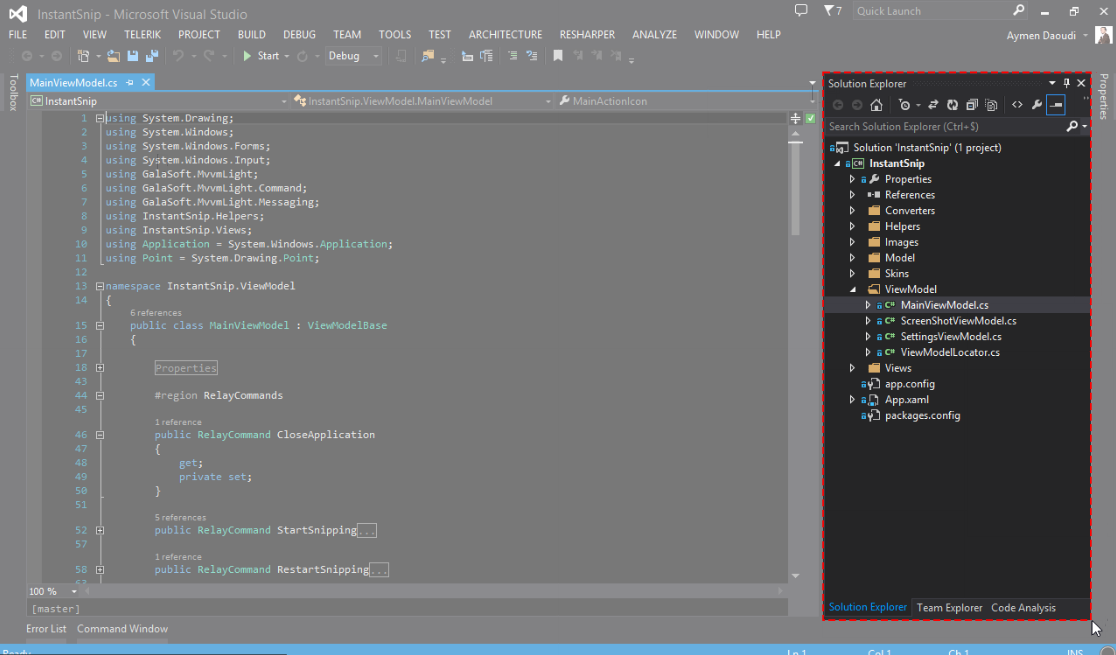 InstantSnip - Microsoft Visual Studio
7
Quick Launch
FILE EDIT VIEW TELERIK PROJECT BUILD DEBUG TEAM TOOLS TEST ARCHITECTURE RESHARPER ANALYZE WINDOW HELP
Aymen Daoudi
Start
Debug
Toolbox
MainViewModel.cs
C# InstantSnip
InstantSnip.ViewModel.MainViewModel
MainActionIcon
1 using System.Drawing;
2 using System.Windows;
3 using System.Windows.Forms;
4 using System.Windows.Input;
5 using GalaSoft.MvvmLight;
6 using GalaSoft.MvvmLight.Command;
7 using GalaSoft.MvvmLight.Messaging;
8 using InstantSnip.Helpers;
9 using InstantSnip.Views;
10 using Application = System.Windows.Application;
11 using Point = System.Drawing.Point;
12
13 namespace InstantSnip.ViewModel
14 {
6 references
15 public class MainViewModel : ViewModelBase
16 {
17
18 Properties
43
44 #region RelayCommands
45
1 reference
46 public RelayCommand CloseApplication
47 {
48 get;
49 private set;
50 }
51
5 references
52 public RelayCommand StartSnipping...
57
1 reference
58 public RelayCommand RestartSnipping...
63
100 %
[master]
Error List Command Window
Ready
Ln 1 Col 1 Ch 1 INS
Solution Explorer
Search Solution Explorer (Ctrl+$)
Solution 'InstantSnip' (1 project)
C# InstantSnip
Properties
References
Converters
Helpers
Images
Model
Skins
ViewModel
C# MainViewModel.cs
C# ScreenShotViewModel.cs
C# SettingsViewModel.cs
C# ViewModelLocator.cs
Views
app.config
App.xaml
packages.config
Solution Explorer Team Explorer Code Analysis
Properties